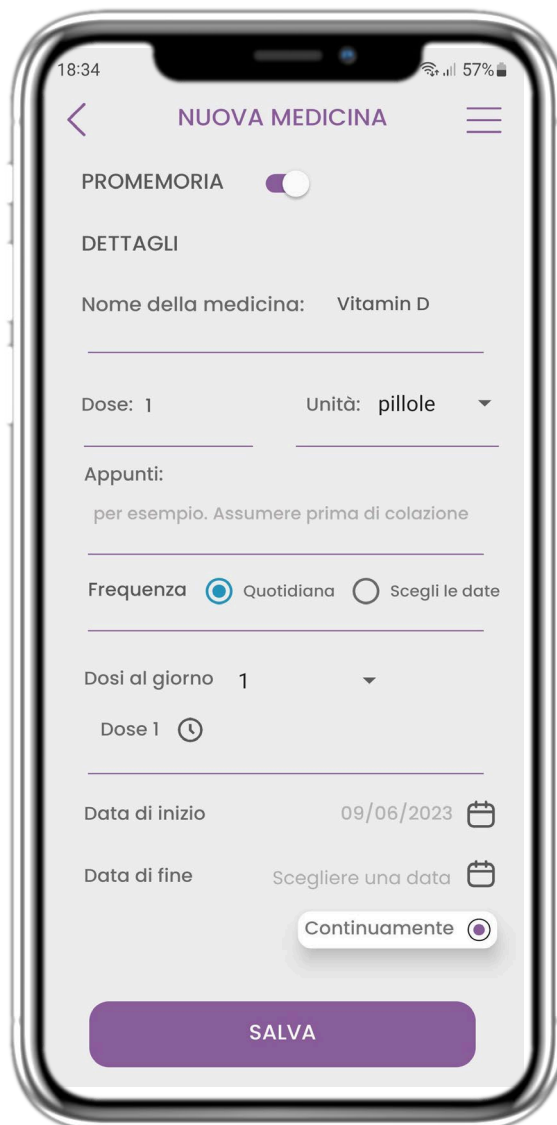 18:34 57%
NUOVA MEDICINA
PROMEMORIA
DETTAGLI
Nome della medicina: Vitamin D
Dose: 1 Unità: pillole
Appunti:
per esempio. Assumere prima di colazione
Frequenza Quotidiana Scegli le date
Dosi al giorno 1
Dose 1
Data di inizio 09/06/2023
Data di fine Scegliere una data
Continuamente
SALVA